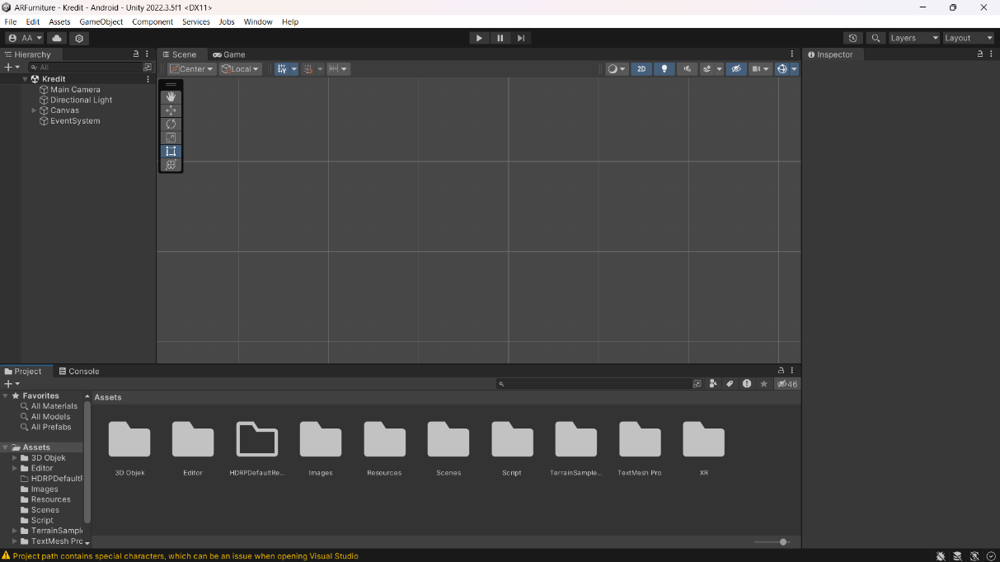 ARFurniture - Kredit - Android - Unity 2022.3.5f1 <DX11>
File Edit Assets GameObject Component Services Jobs Window Help
AA Layers Layout
Hierarchy Scene Game Inspector
All Center Local 2D
Kredit
Main Camera
Directional Light
Canvas
EventSystem
Project Console
46
Favorites
All Materials
All Models
All Prefabs
Assets
3D Objek
Editor
HDRPDefaultR
Images
Resources
Scenes
Script
TerrainSampl
TextMesh Pro
Assets
3D Objek Editor HDRPDefaultRe... Images Resources Scenes Script TerrainSample... TextMesh Pro XR
Project path contains special characters, which can be an issue when opening Visual Studio